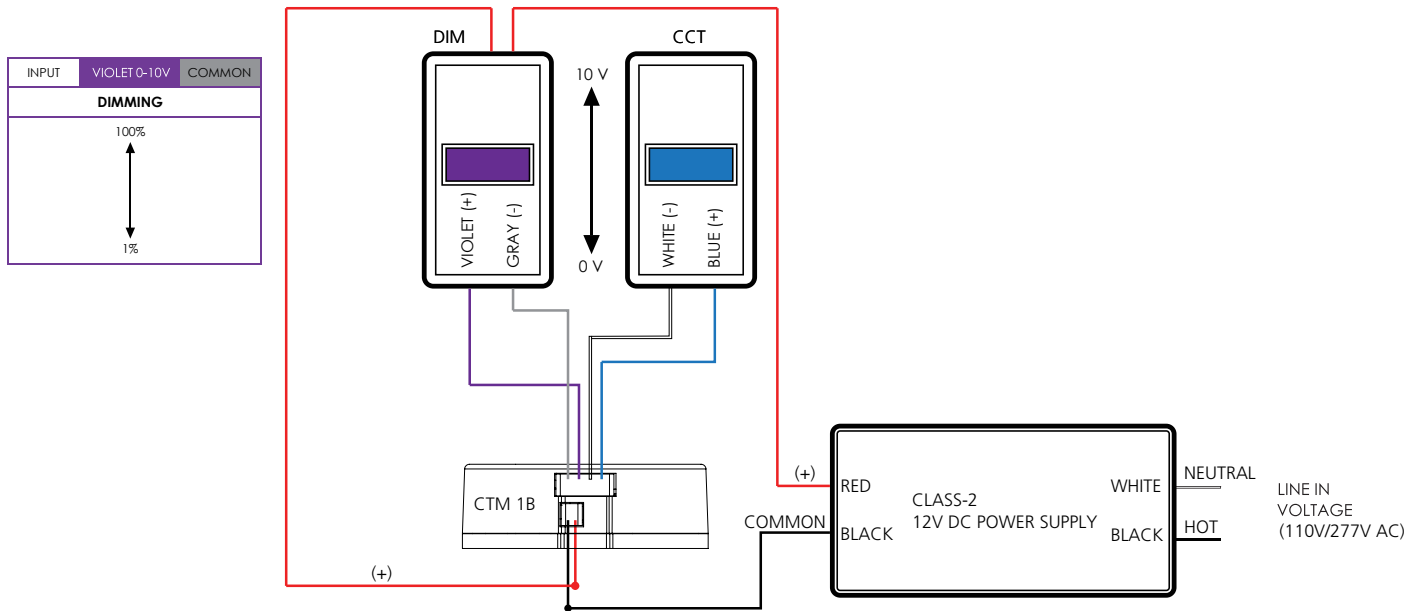 INPUT VIOLET 0-10V COMMON
DIMMING
100%
1%
DIM
CCT
10 V
0 V
VIOLET (+)
GRAY (-)
WHITE (-)
BLUE (+)
CTM 1B
(+)
(+)
COMMON
RED
BLACK
CLASS-2
12V DC POWER SUPPLY
WHITE
BLACK
NEUTRAL
HOT
LINE IN
VOLTAGE
(110V/277V AC)